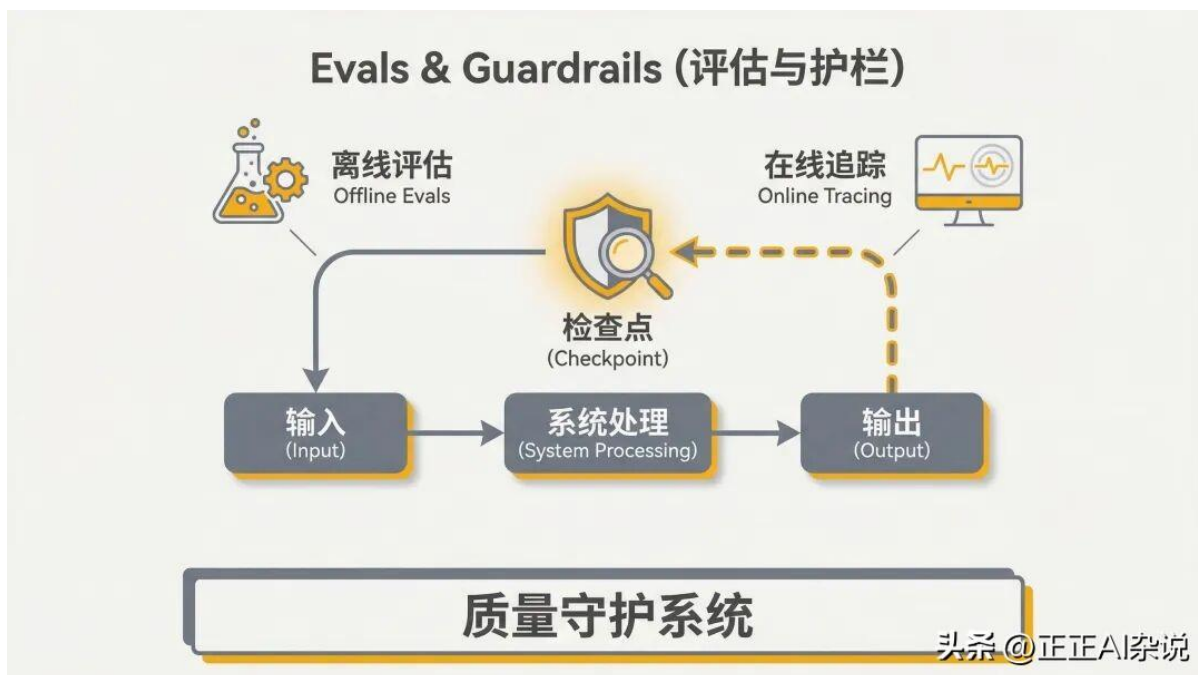 Evals & Guardrails (评估与护栏)
离线评估
Offline Evals
在线追踪
Online Tracing
检查点
(Checkpoint)
输入
(Input)
系统处理
(System Processing)
输出
(Output)
质量守护系统
头条 @正正AI杂说